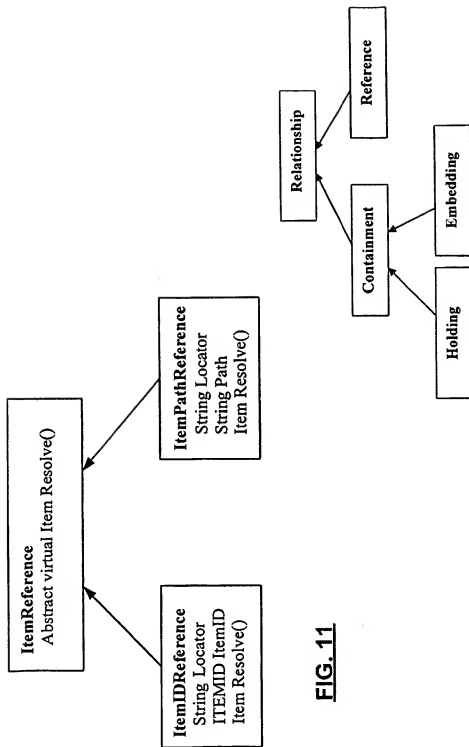 ItemReference
Abstract virtual Item Resolve()
ItemIDReference
String Locator
ITEMID ItemID
Item Resolve()
ItemPathReference
String Locator
String Path
Item Resolve()
FIG. 11
Relationship
Containment
Reference
Holding
Embedding